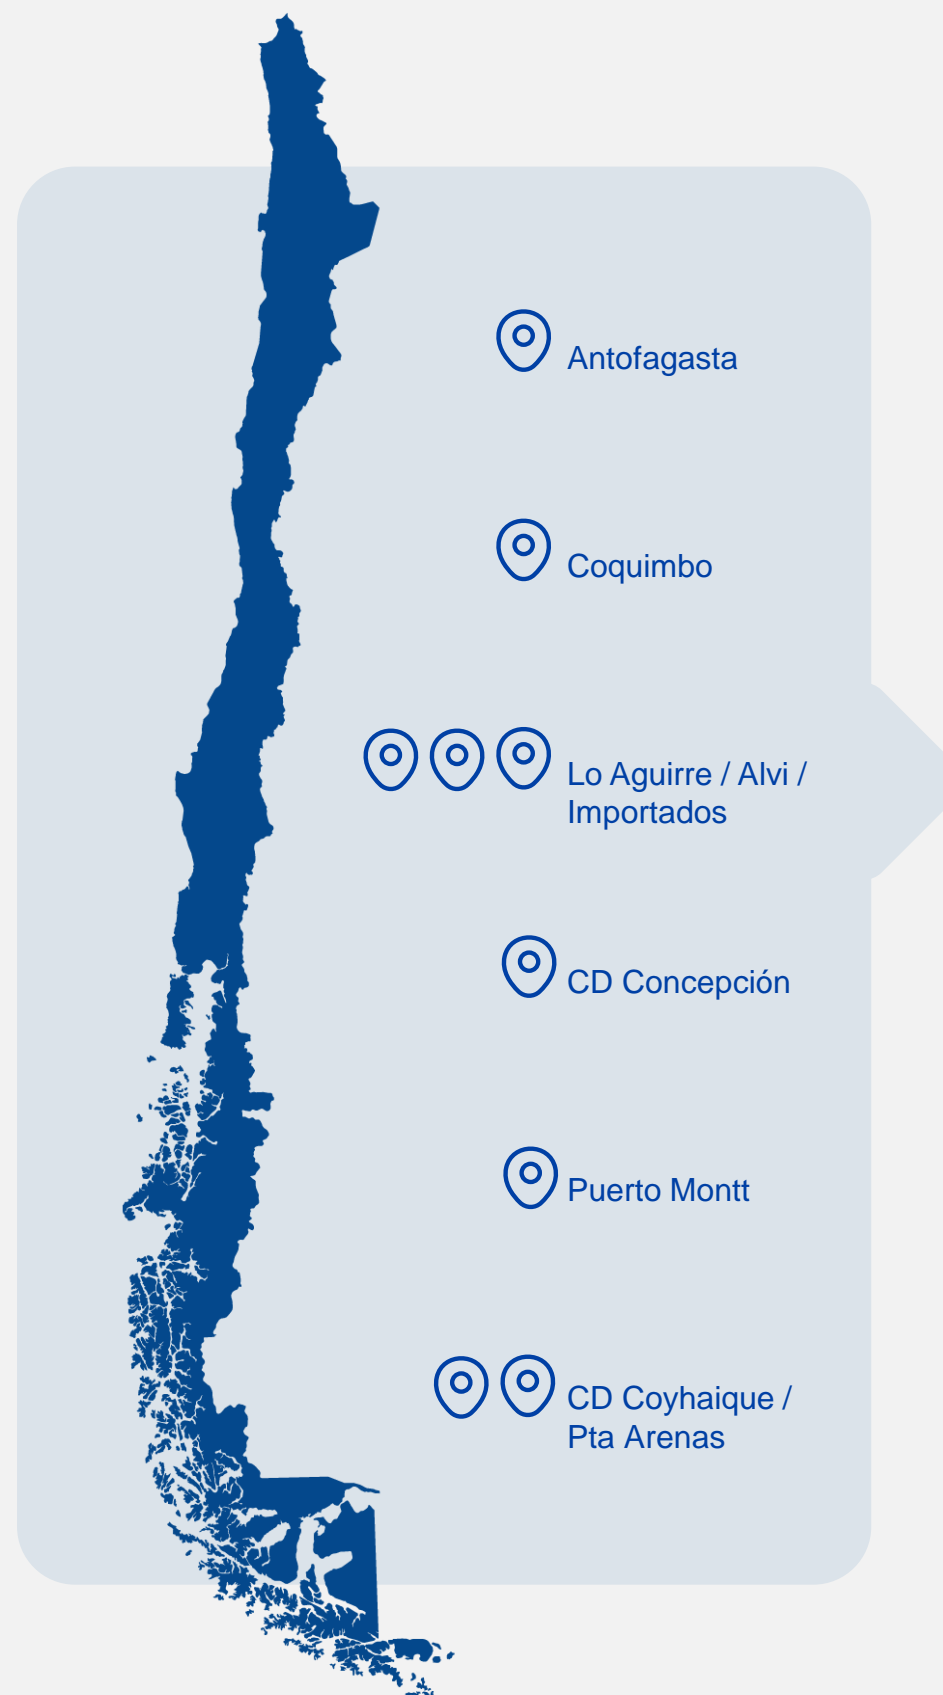 Antofagasta
Coquimbo
Lo Aguirre / Alvi /
Importados
CD Concepción
Puerto Montt
CD Coyhaique /
Pta Arenas